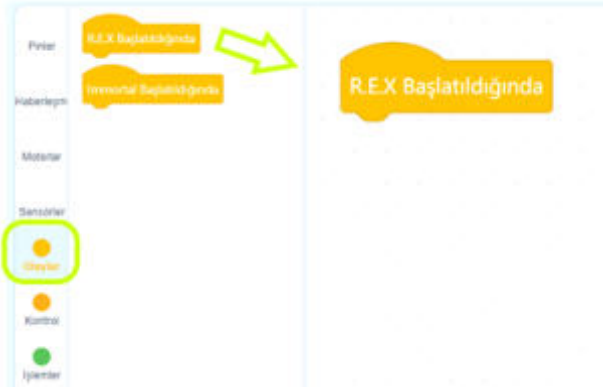 Pinler
Haberleşm
Motorlar
Sensörler
Olaylar
Kontrol
İşlemler
R.E.X Başlatıldığında
Immortal Başlatıldığında
R.E.X Başlatıldığında